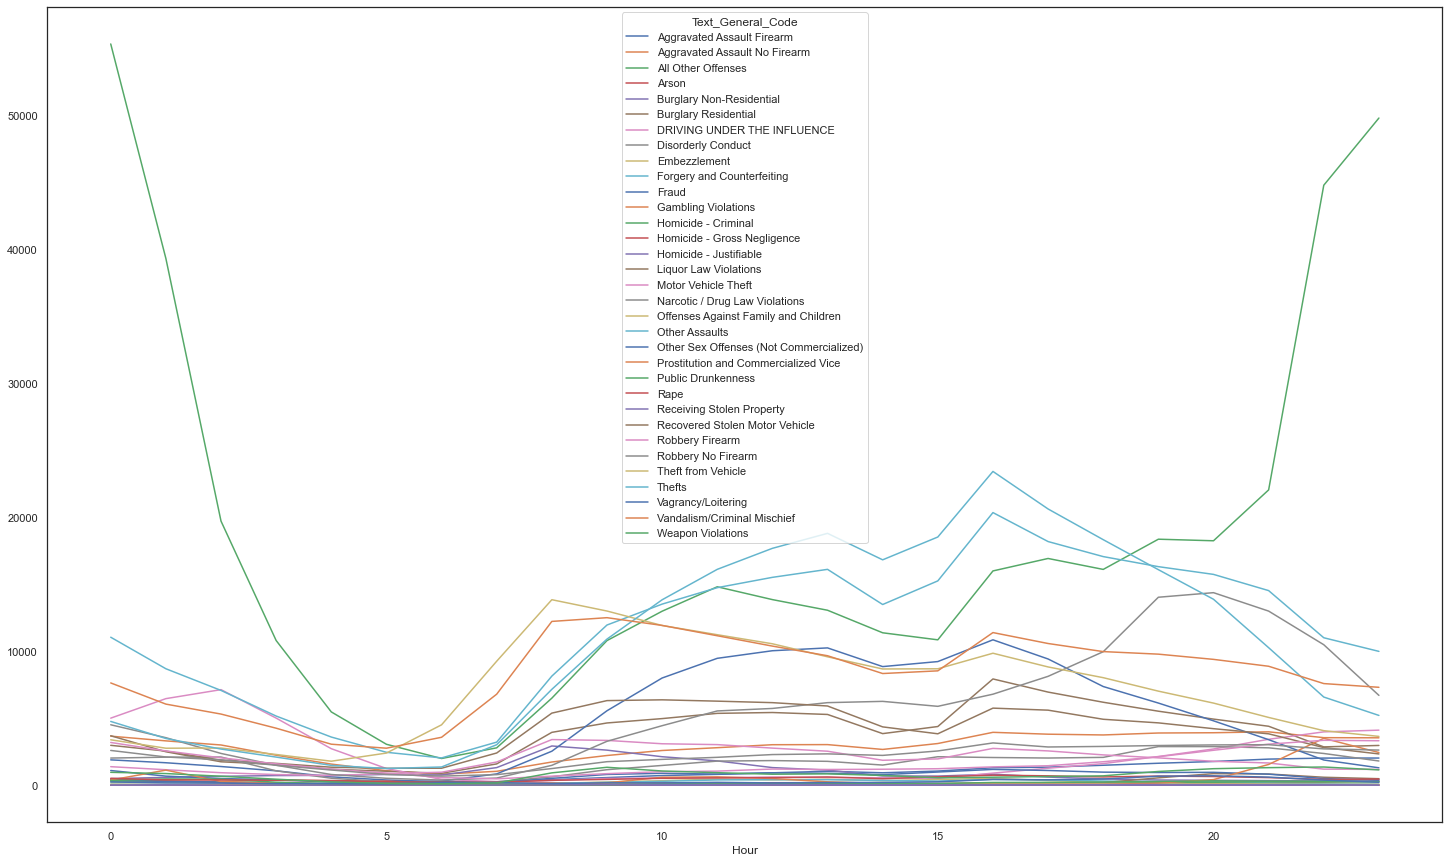 Text_General_Code
Aggravated Assault Firearm
Aggravated Assault No Firearm
All Other Offenses
Arson
Burglary Non-Residential
Burglary Residential
DRIVING UNDER THE INFLUENCE
Disorderly Conduct
Embezzlement
Forgery and Counterfeiting
Fraud
Gambling Violations
Homicide - Criminal
Homicide - Gross Negligence
Homicide - Justifiable
Liquor Law Violations
Motor Vehicle Theft
Narcotic / Drug Law Violations
Offenses Against Family and Children
Other Assaults
Other Sex Offenses (Not Commercialized)
Prostitution and Commercialized Vice
Public Drunkenness
Rape
Receiving Stolen Property
Recovered Stolen Motor Vehicle
Robbery Firearm
Robbery No Firearm
Theft from Vehicle
Thefts
Vagrancy/Loitering
Vandalism/Criminal Mischief
Weapon Violations
50000
40000
30000
20000
10000
0
0 5 10 15 20
Hour